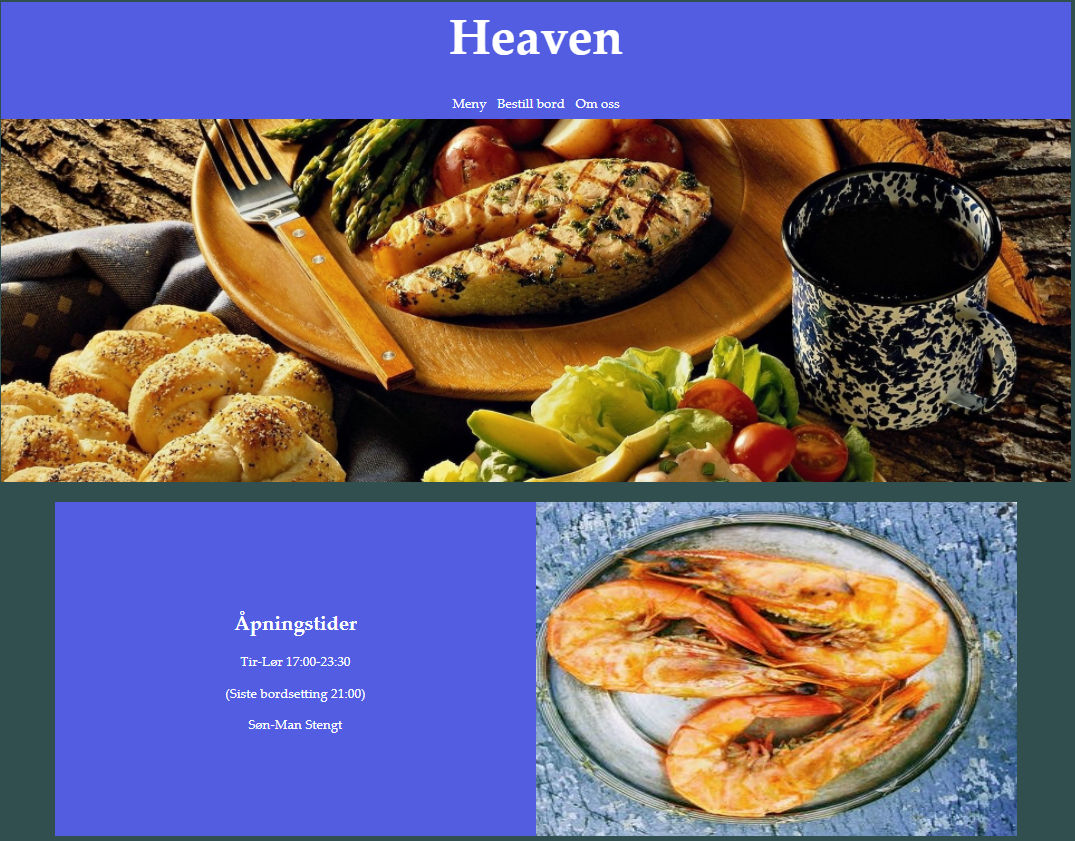 Heaven
Meny Bestill bord Om oss
Åpningstider
Tir-Lør 17:00-23:30
(Siste bordsetting 21:00)
Søn-Man Stengt